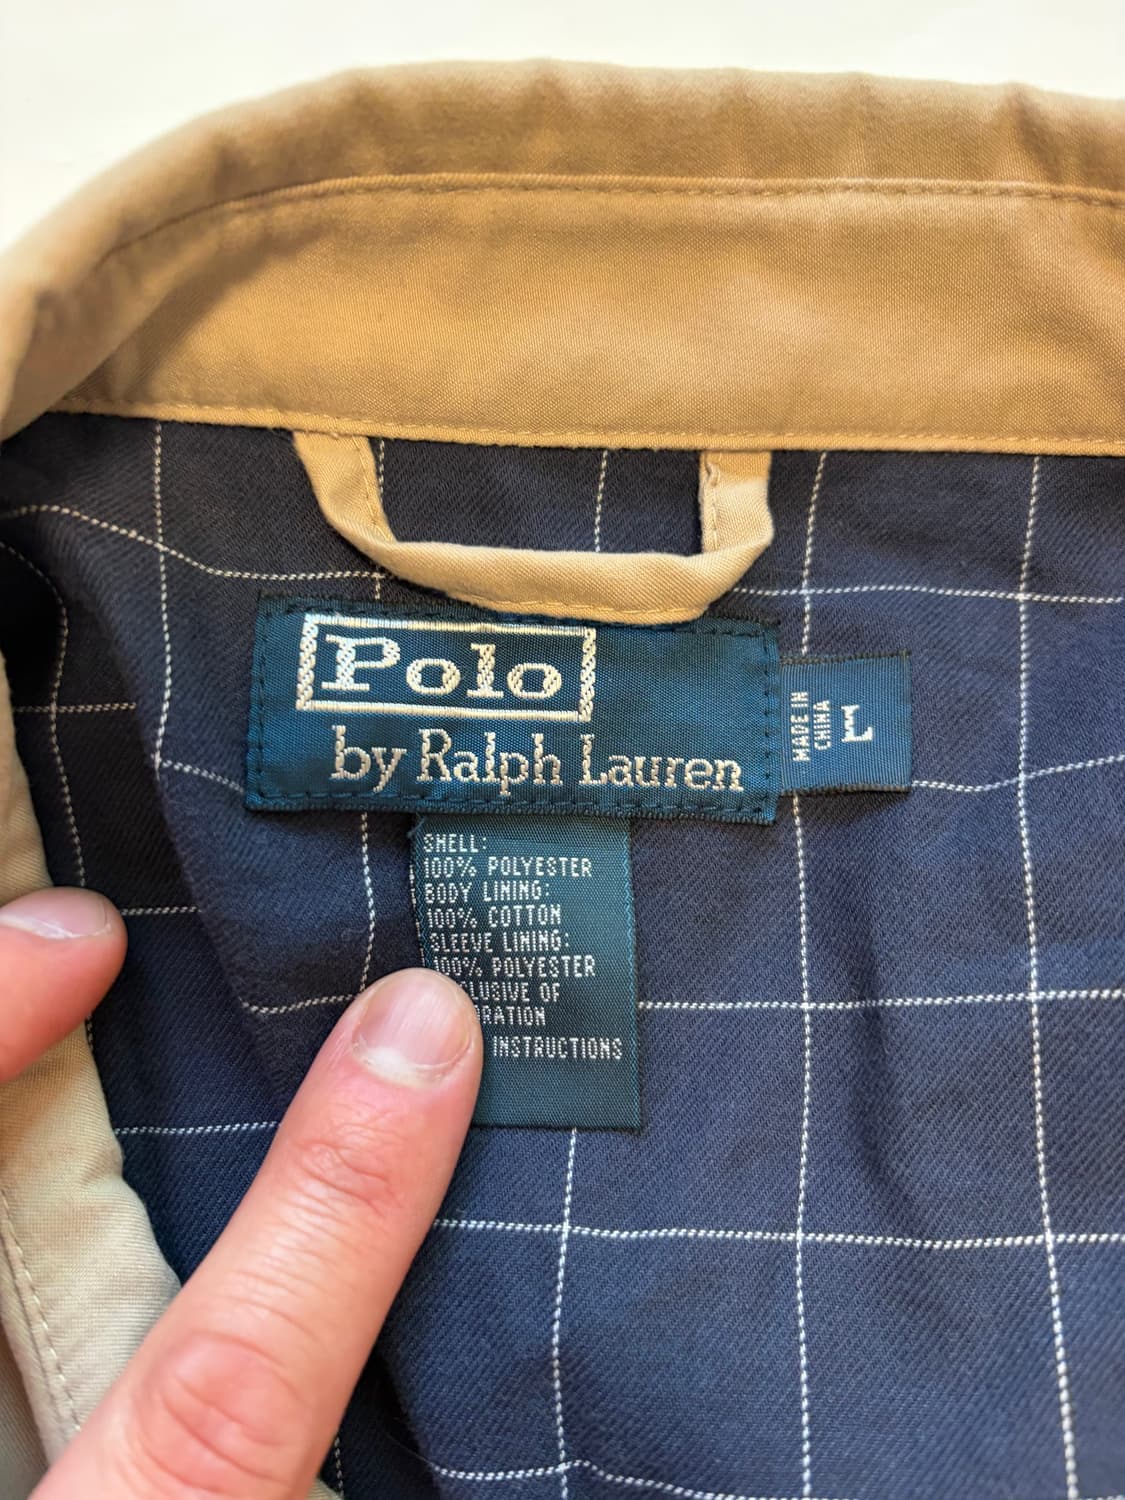 Polo
by Ralph Lauren
MADE IN
CHINA
L
SHELL:
100% POLYESTER
BODY LINING:
100% COTTON
SLEEVE LINING:
100% POLYESTER
OF
INSTRUCTIONS